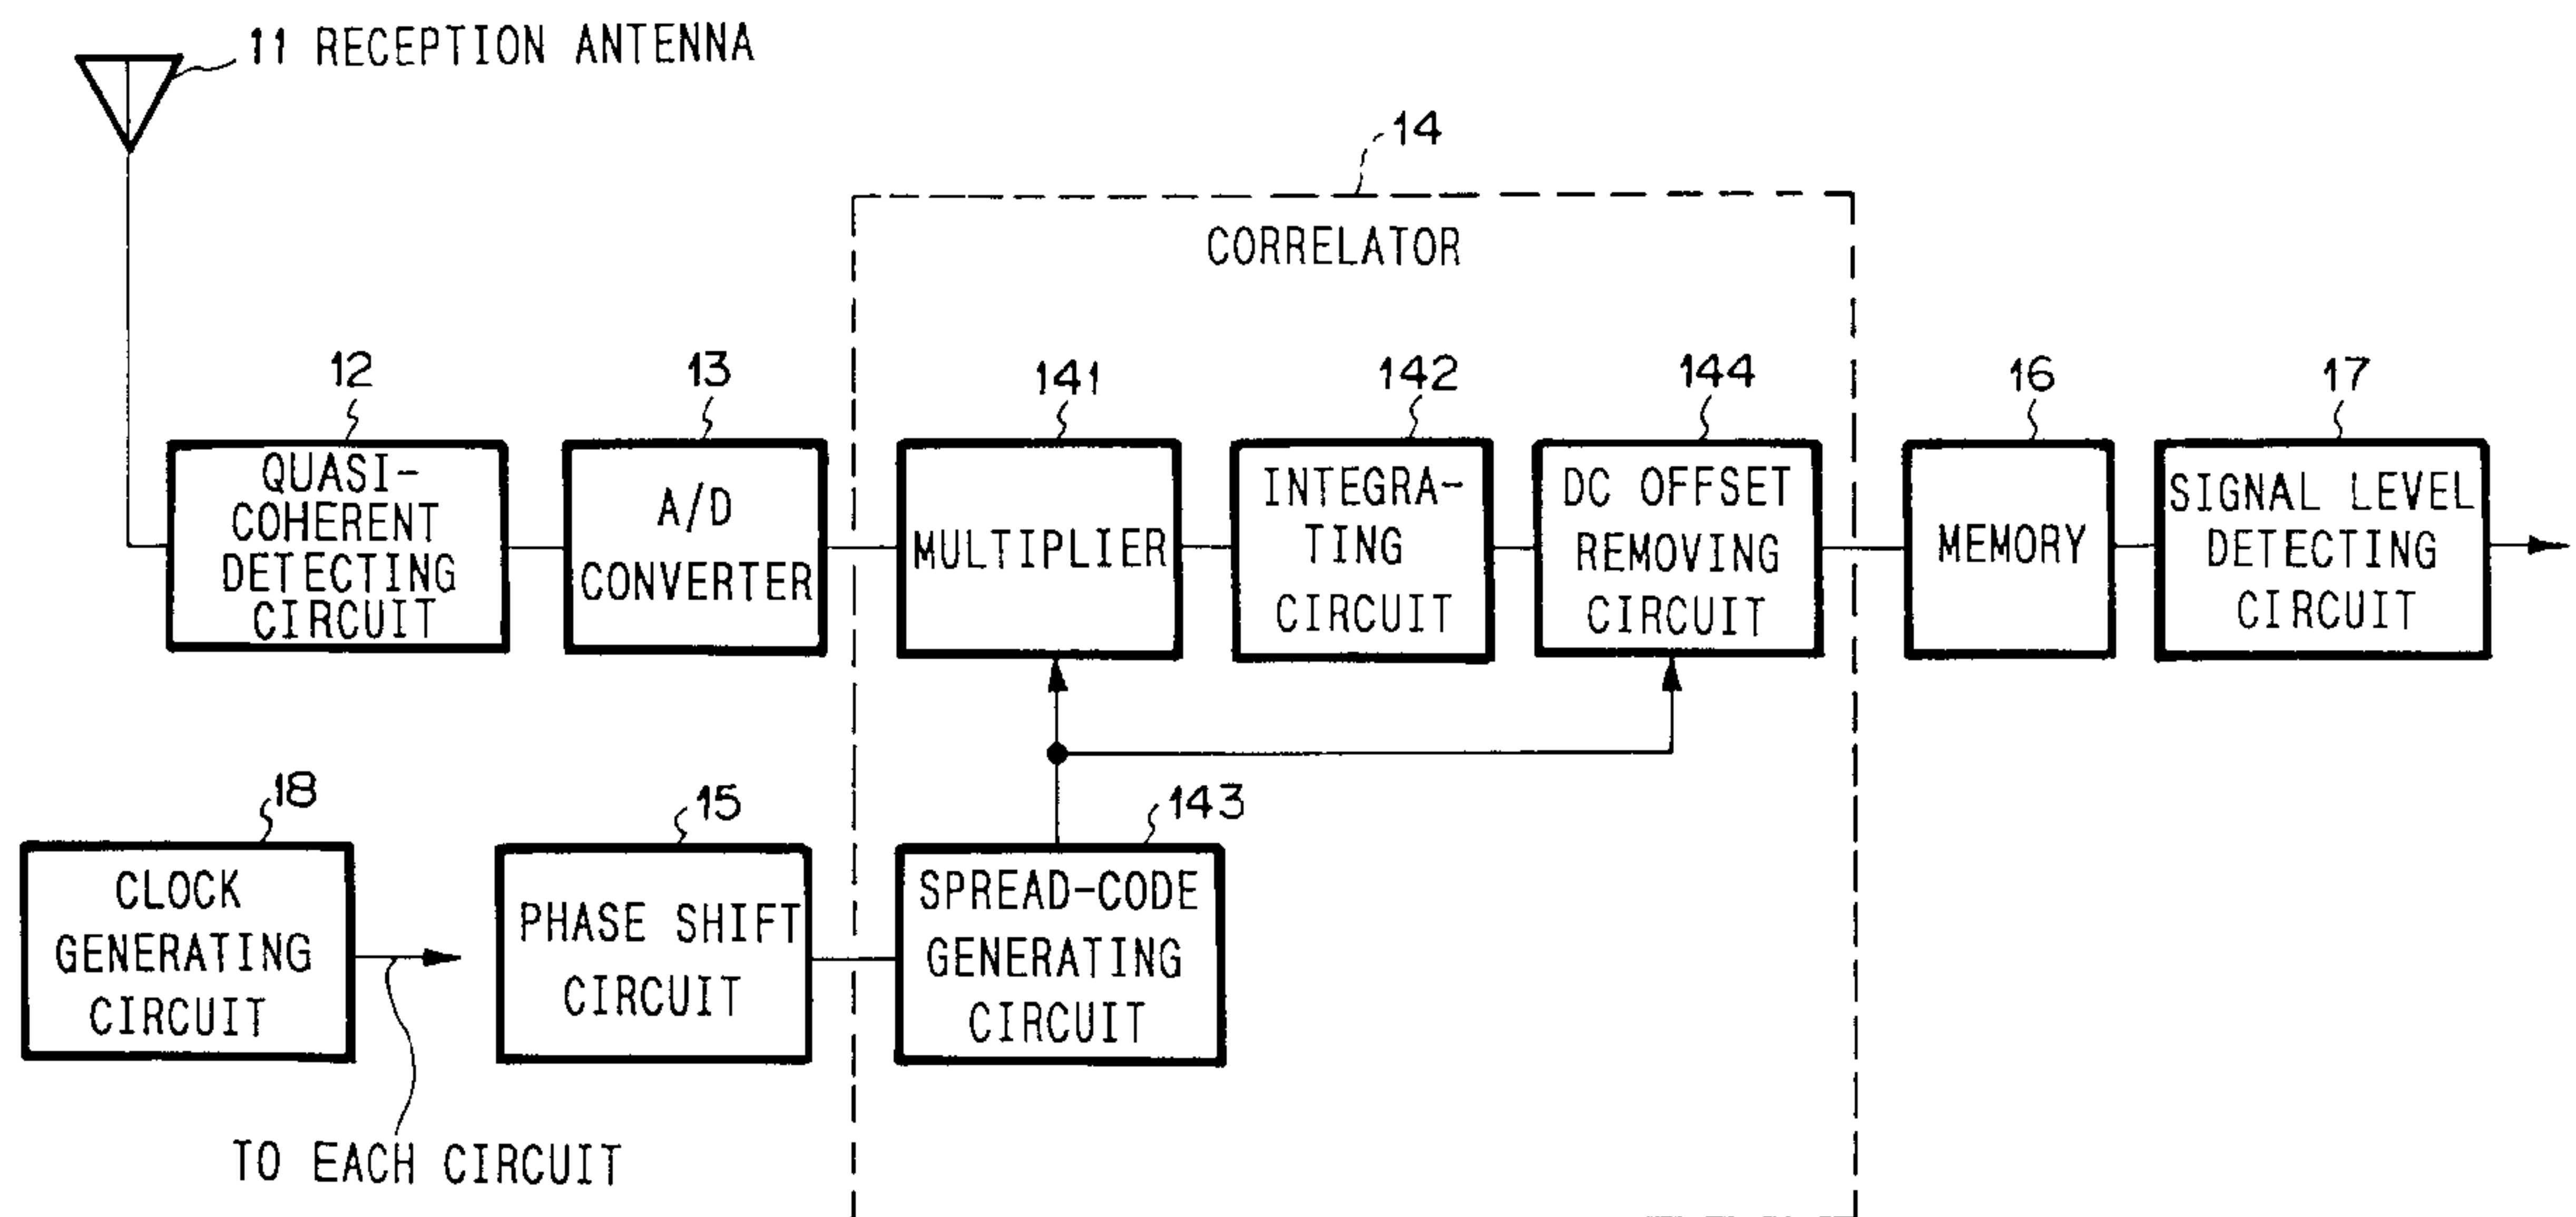 11 RECEPTION ANTENNA
14
CORRELATOR
12
13
141
142
144
16
17
QUASI-
COHERENT
DETECTING
CIRCUIT
A/D
CONVERTER
MULTIPLIER
INTEGRA-
TING
CIRCUIT
DC OFFSET
REMOVING
CIRCUIT
MEMORY
SIGNAL LEVEL
DETECTING
CIRCUIT
18
15
143
CLOCK
GENERATING
CIRCUIT
PHASE SHIFT
CIRCUIT
SPREAD-CODE
GENERATING
CIRCUIT
TO EACH CIRCUIT